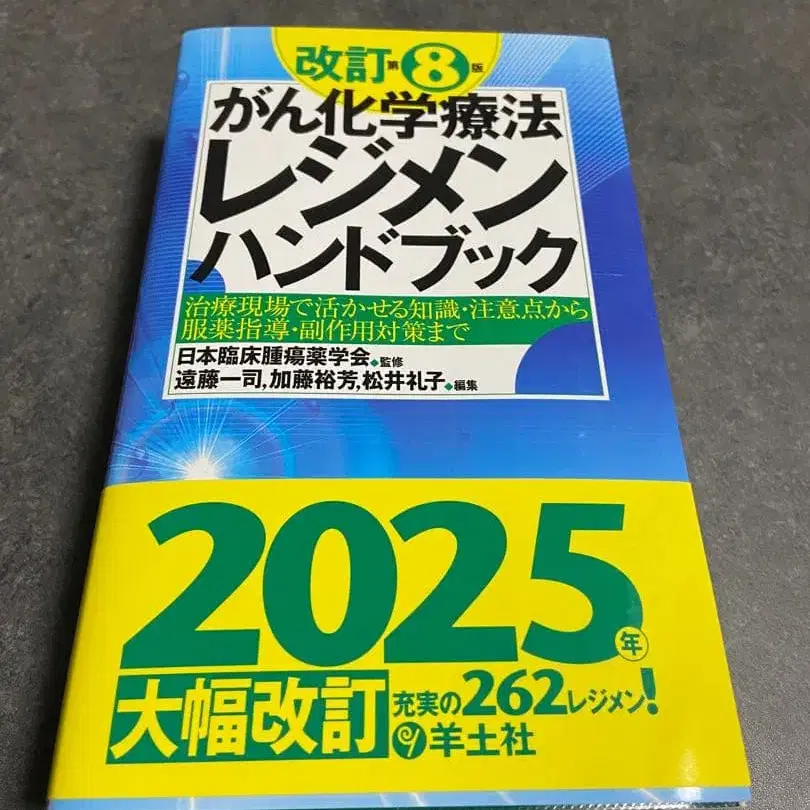 改訂第8版
がん化学療法
レジメン
ハンドブック
治療現場で活かせる知識・注意点から
服薬指導・副作用対策まで
日本臨床腫瘍薬学会◆監修
遠藤一司,加藤裕芳,松井礼子◆編集
2025年
大幅改訂 充実の262レジメン!
羊土社